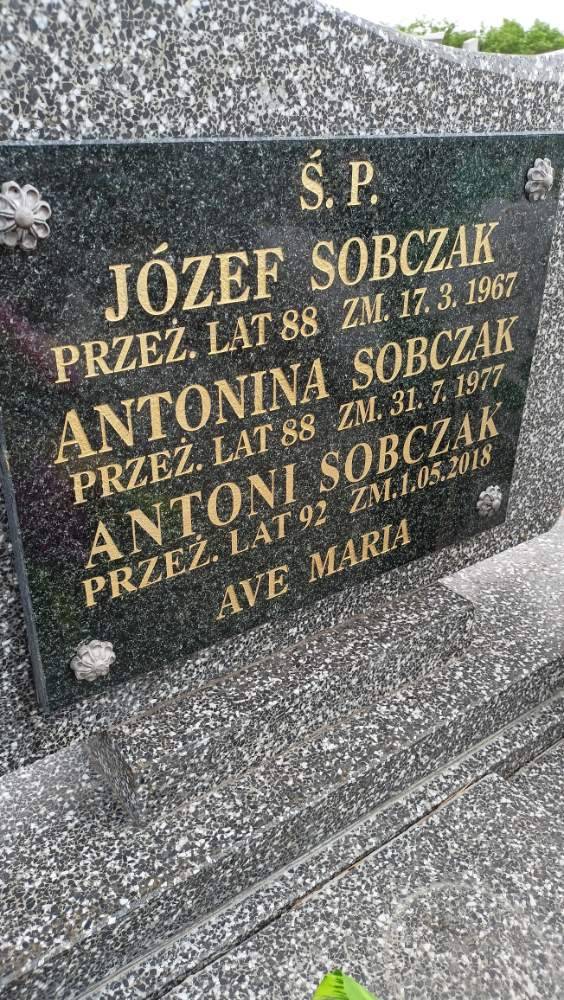 Ś. P.
JÓZEF SOBCZAK
PRZEŻ. LAT 88 ZM. 17. 3. 1967
ANTONINA SOBCZAK
PRZEŻ. LAT 88 ZM. 31. 7. 1977
ANTONI SOBCZAK
PRZEŻ. LAT 92 ZM.1.05.2018
AVE MARIA